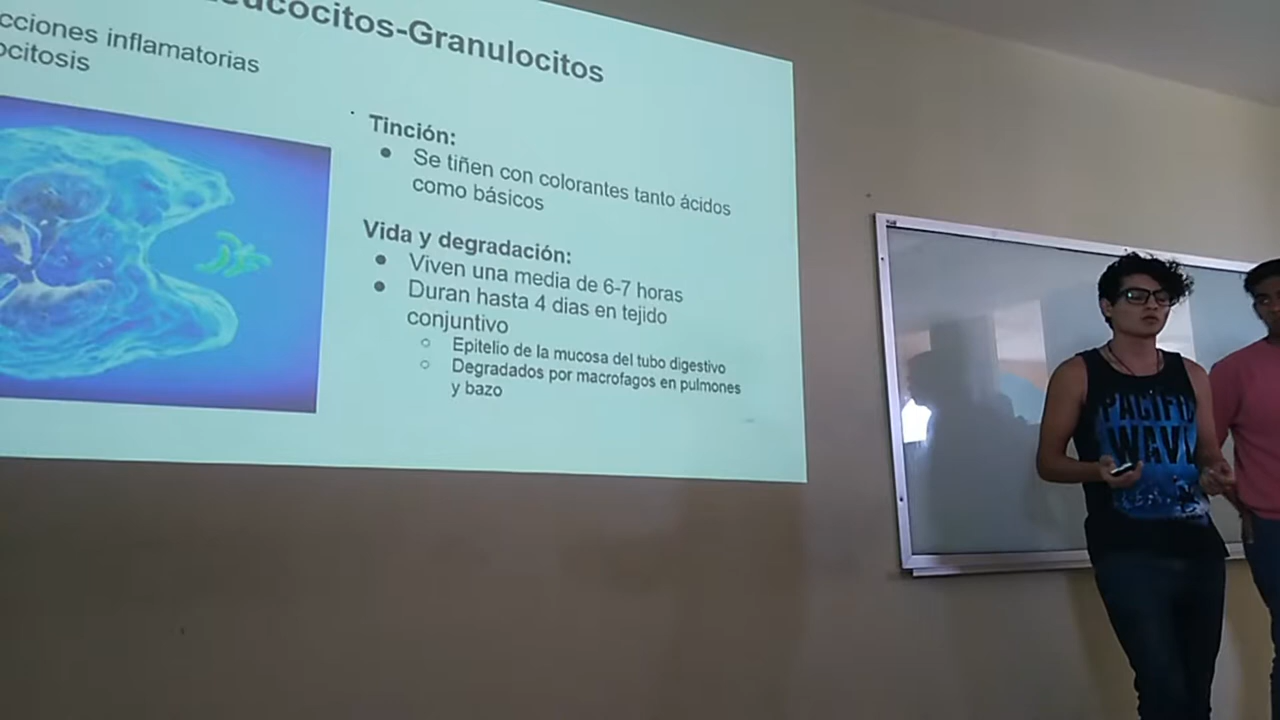 Leucocitos-Granulocitos
cciones inflamatorias
ocitosis
Tinción:
Se tiñen con colorantes tanto ácidos
como básicos
Vida y degradación:
Viven una media de 6-7 horas
Duran hasta 4 dias en tejido
conjuntivo
Epitelio de la mucosa del tubo digestivo
Degradados por macrofagos en pulmones
y bazo
PACIFI
WAV